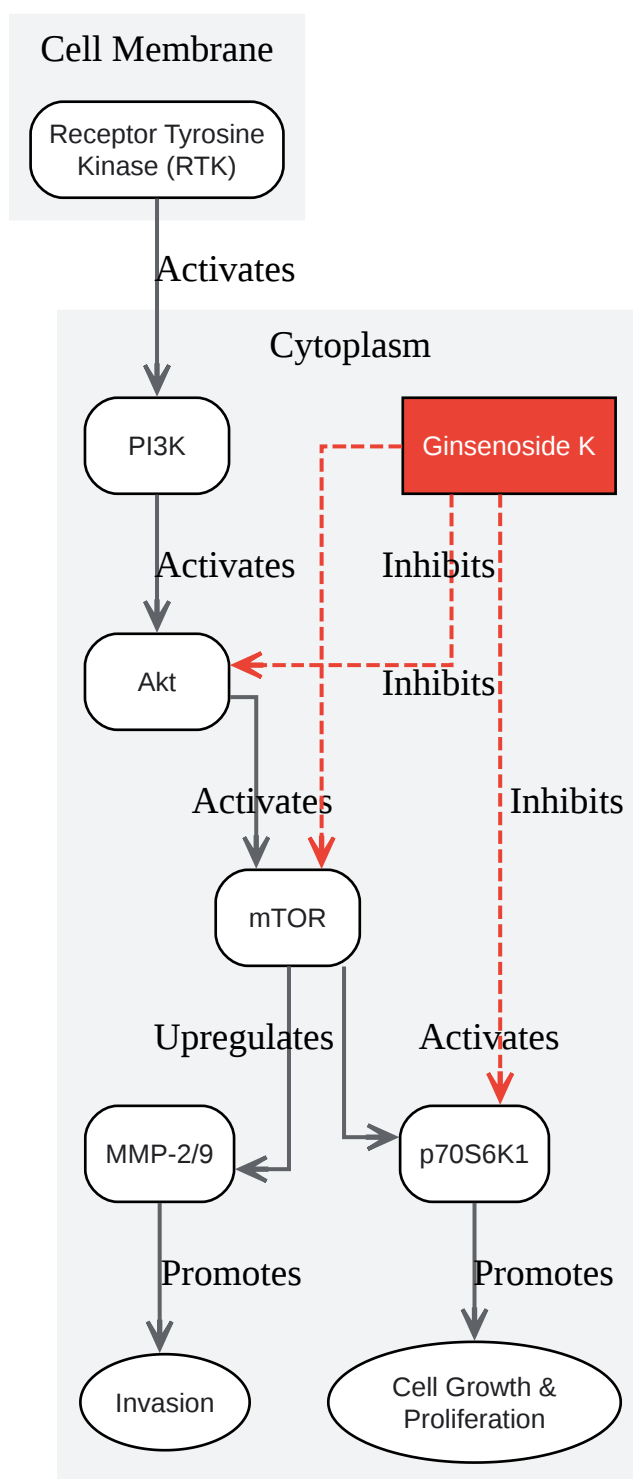 Cell Membrane
Receptor Tyrosine
Kinase (RTK)
Activates
Cytoplasm
PI3K
Ginsenoside K
Activates
Inhibits
Akt
Inhibits
Activates
Inhibits
mTOR
Upregulates
Activates
MMP-2/9
p70S6K1
Promotes
Promotes
Invasion
Cell Growth &
Proliferation